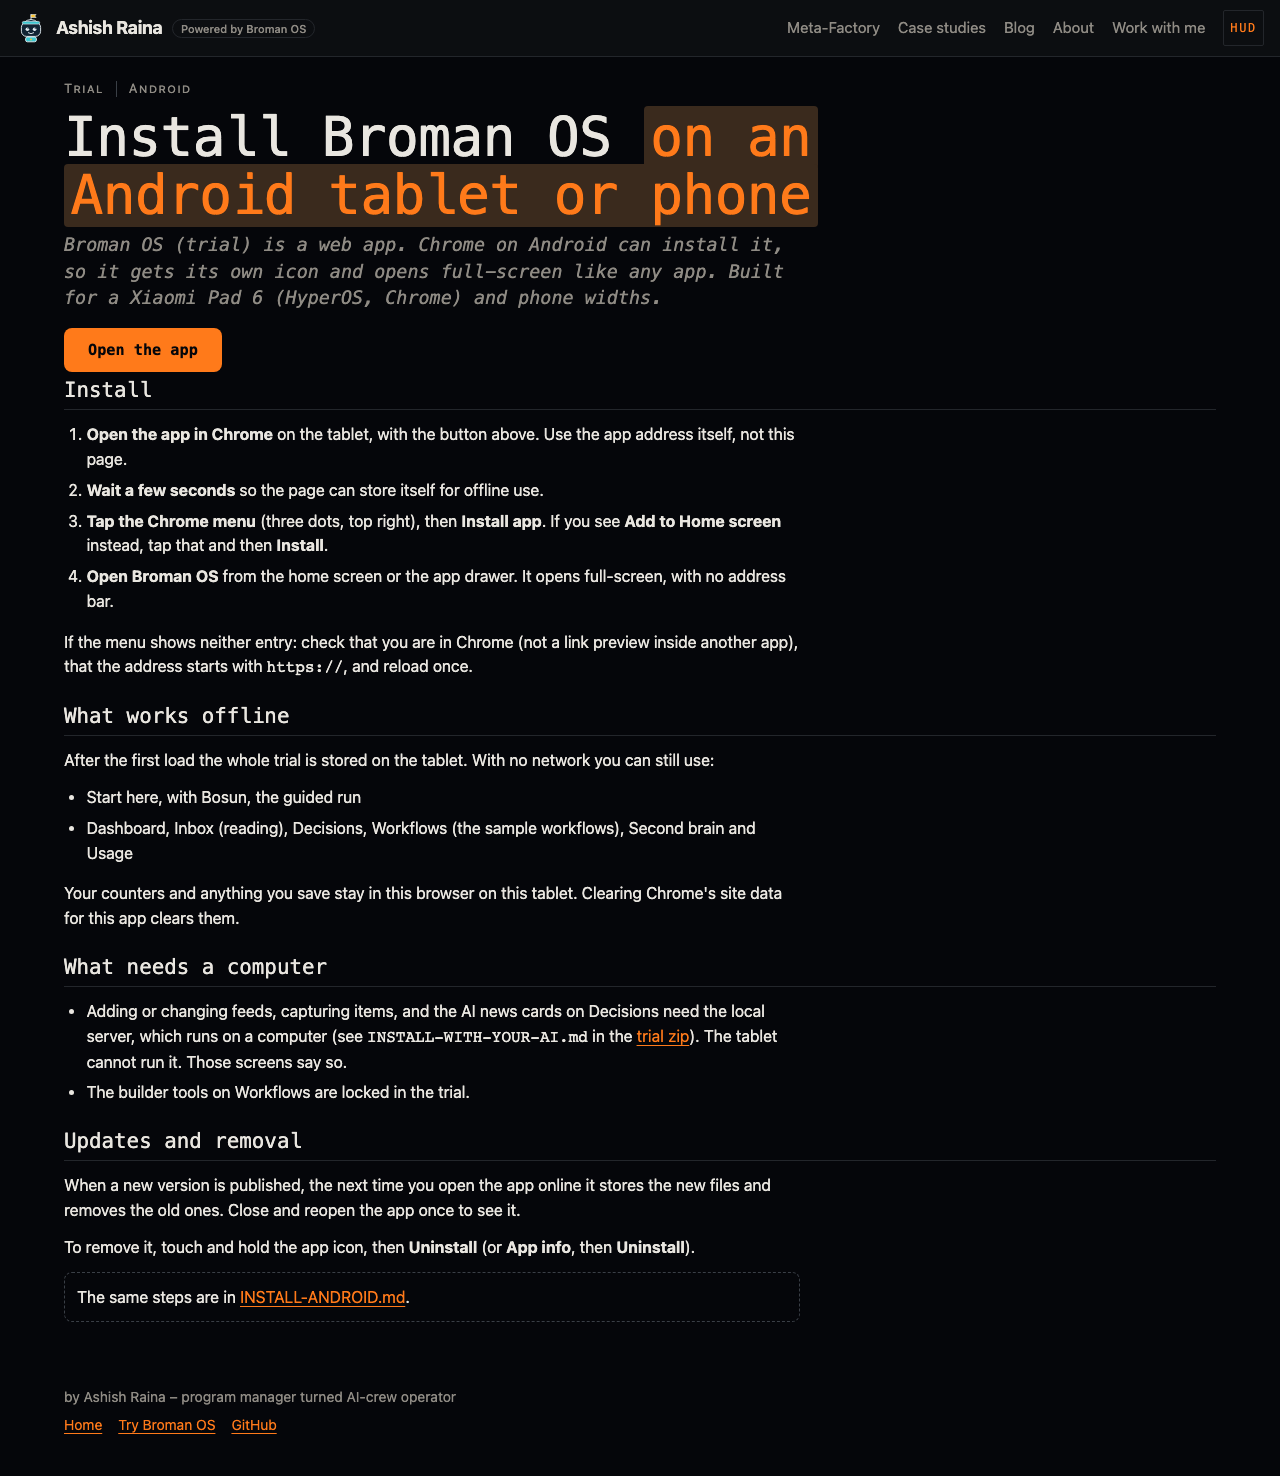 Ashish Raina
Powered by Broman OS
Meta-Factory
Case studies
Blog
About
Work with me
HUD
TRIAL
ANDROID
Install Broman OS on an
Android tablet or phone
Broman OS (trial) is a web app. Chrome on Android can install it,
so it gets its own icon and opens full-screen like any app. Built
for a Xiaomi Pad 6 (HyperOS, Chrome) and phone widths.
Open the app
Install
1. Open the app in Chrome on the tablet, with the button above. Use the app address itself, not this
page.
2. Wait a few seconds so the page can store itself for offline use.
3. Tap the Chrome menu (three dots, top right), then Install app. If you see Add to Home screen
instead, tap that and then Install.
4. Open Broman OS from the home screen or the app drawer. It opens full-screen, with no address
bar.
If the menu shows neither entry: check that you are in Chrome (not a link preview inside another app),
that the address starts with https://, and reload once.
What works offline
After the first load the whole trial is stored on the tablet. With no network you can still use:
• Start here, with Bosun, the guided run
• Dashboard, Inbox (reading), Decisions, Workflows (the sample workflows), Second brain and
Usage
Your counters and anything you save stay in this browser on this tablet. Clearing Chrome's site data
for this app clears them.
What needs a computer
• Adding or changing feeds, capturing items, and the AI news cards on Decisions need the local
server, which runs on a computer (see INSTALL-WITH-YOUR-AI.md in the trial zip). The tablet
cannot run it. Those screens say so.
• The builder tools on Workflows are locked in the trial.
Updates and removal
When a new version is published, the next time you open the app online it stores the new files and
removes the old ones. Close and reopen the app once to see it.
To remove it, touch and hold the app icon, then Uninstall (or App info, then Uninstall).
The same steps are in INSTALL-ANDROID.md.
by Ashish Raina – program manager turned AI-crew operator
Home
Try Broman OS
GitHub